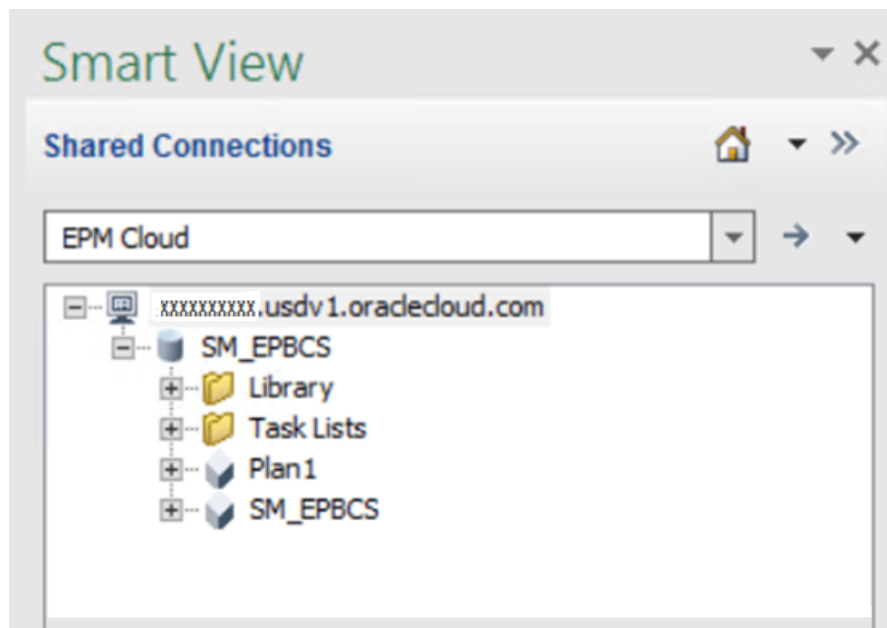 Smart View
Shared Connections
EPM Cloud
xxxxxxxxxx.usdv1.oraclecloud.com
SM_EPBCS
Library
Task Lists
Plan1
SM_EPBCS